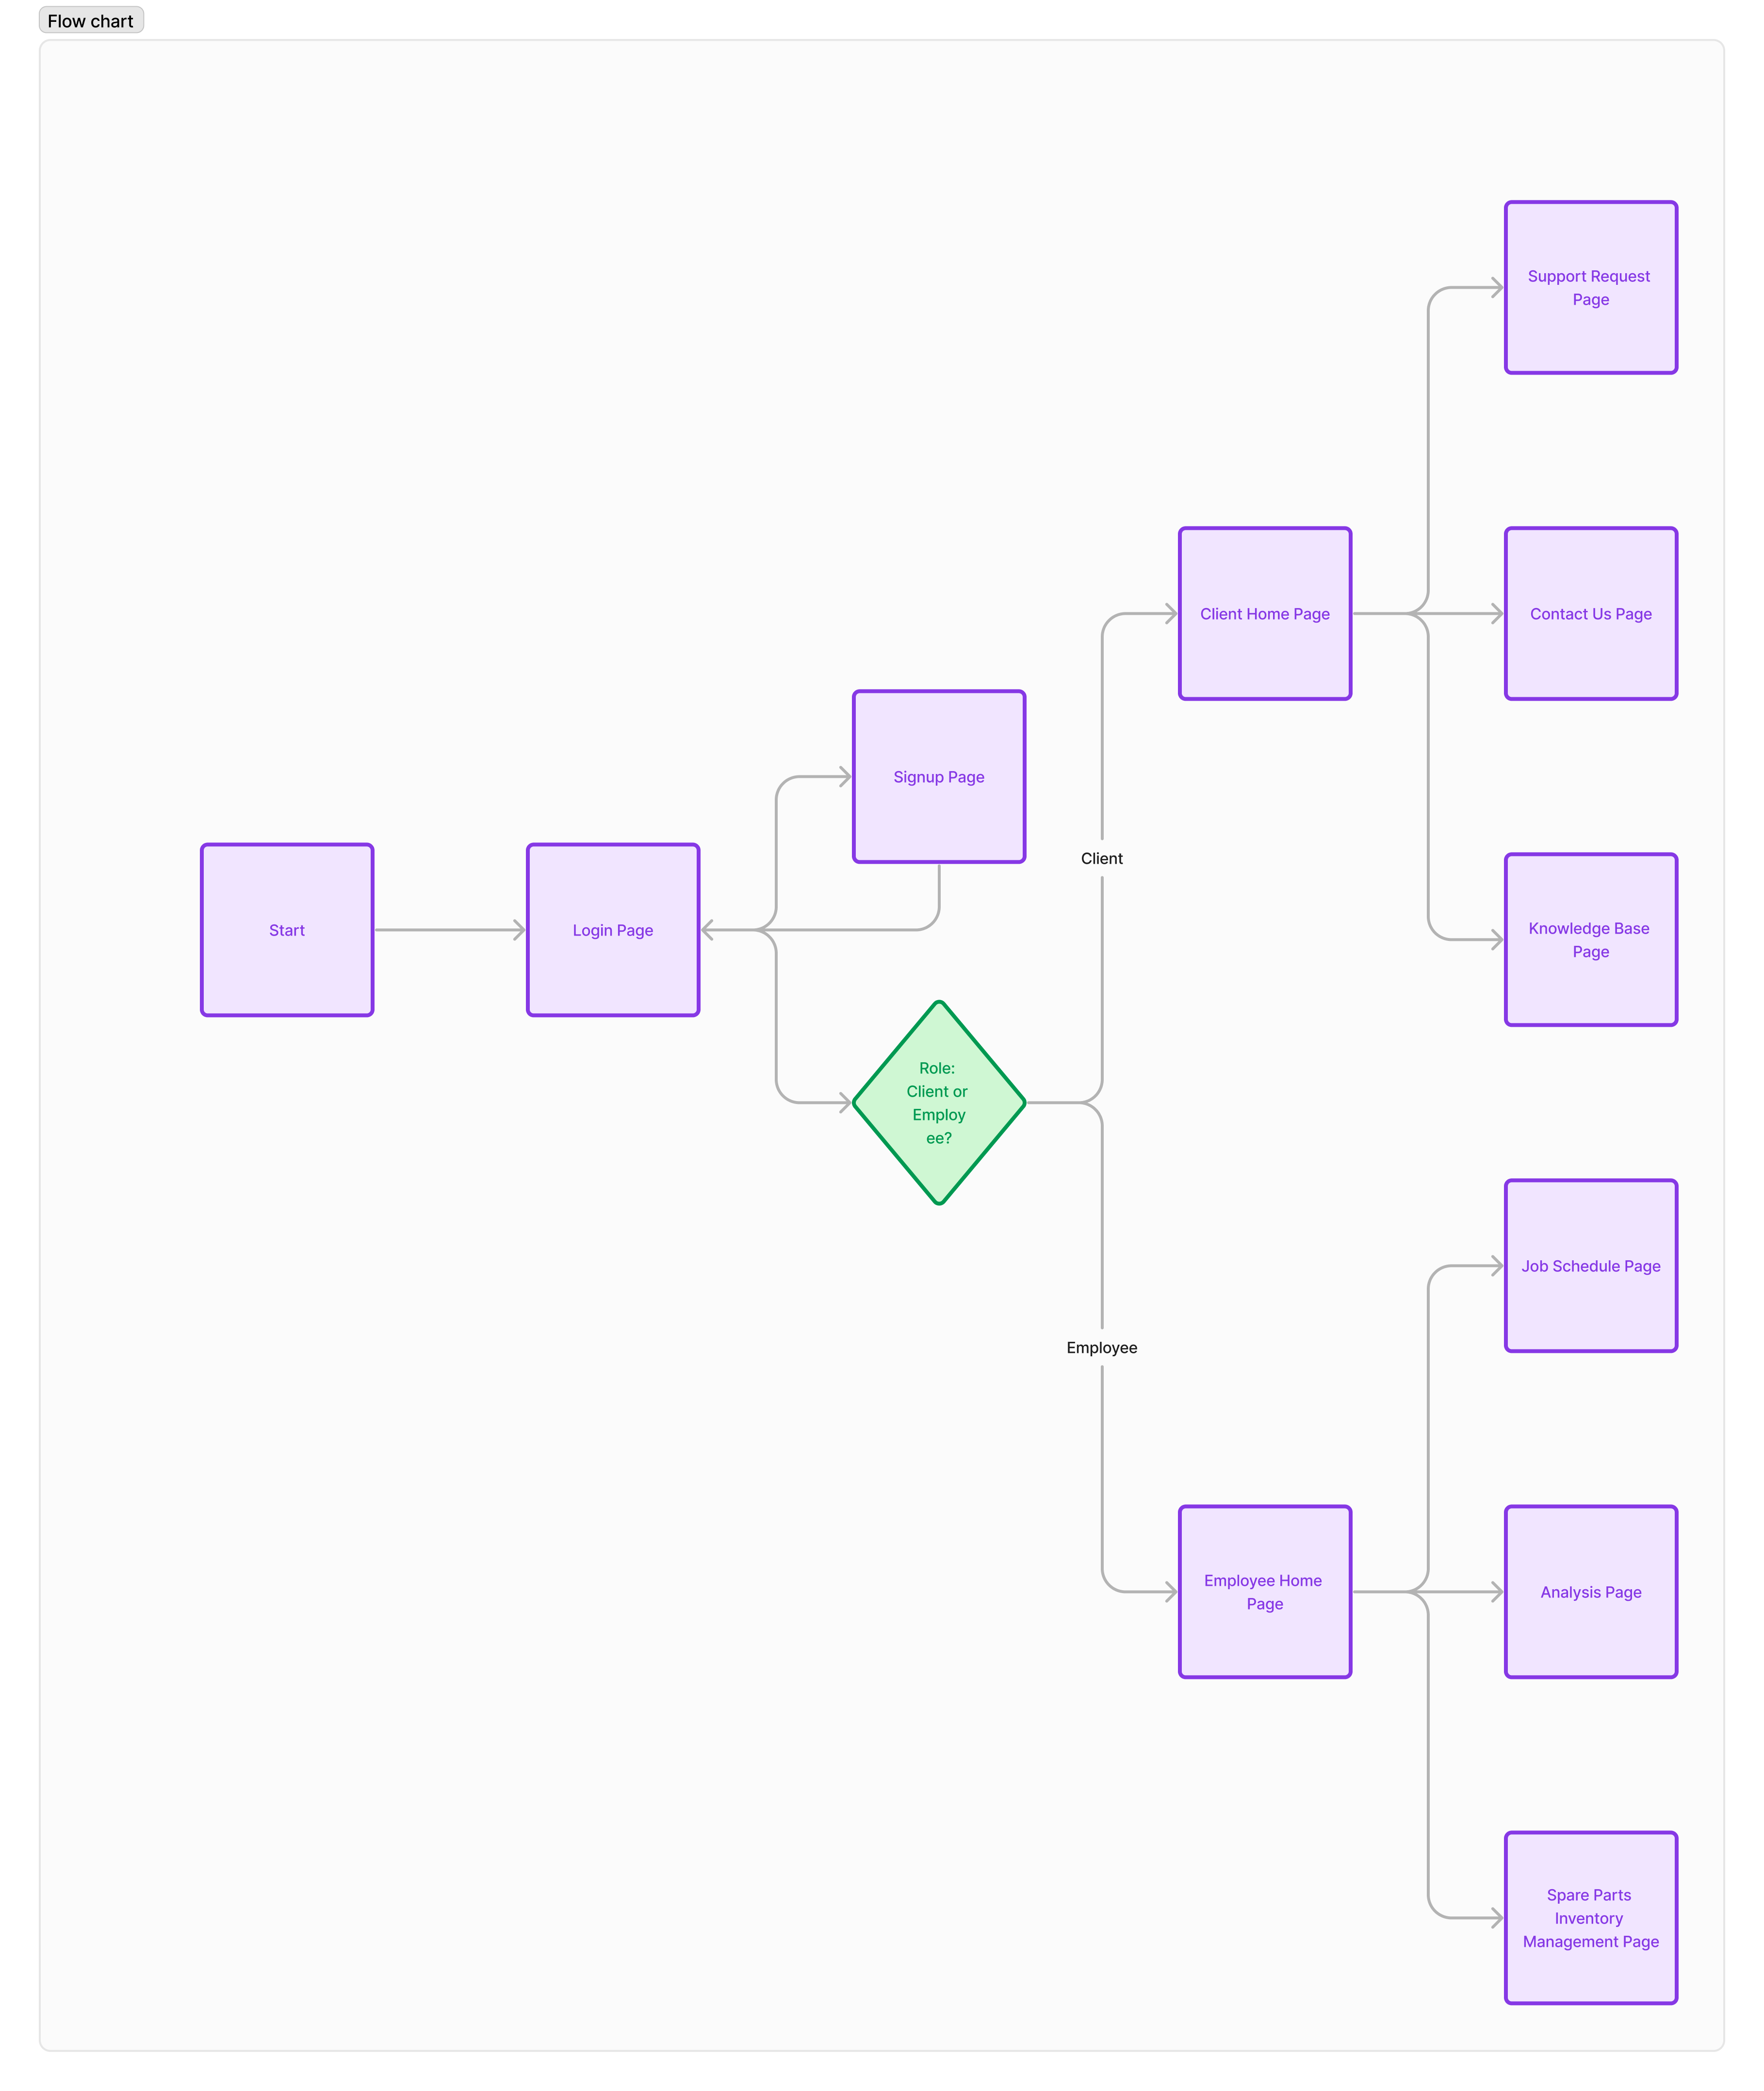 Flow chart
Support Request
Page
Client Home Page
Contact Us Page
Signup Page
Client
Start
Login Page
Knowledge Base
Page
Role:
Client or
Employ
ee?
Job Schedule Page
Employee
Employee Home
Page
Analysis Page
Spare Parts
Inventory
Management Page